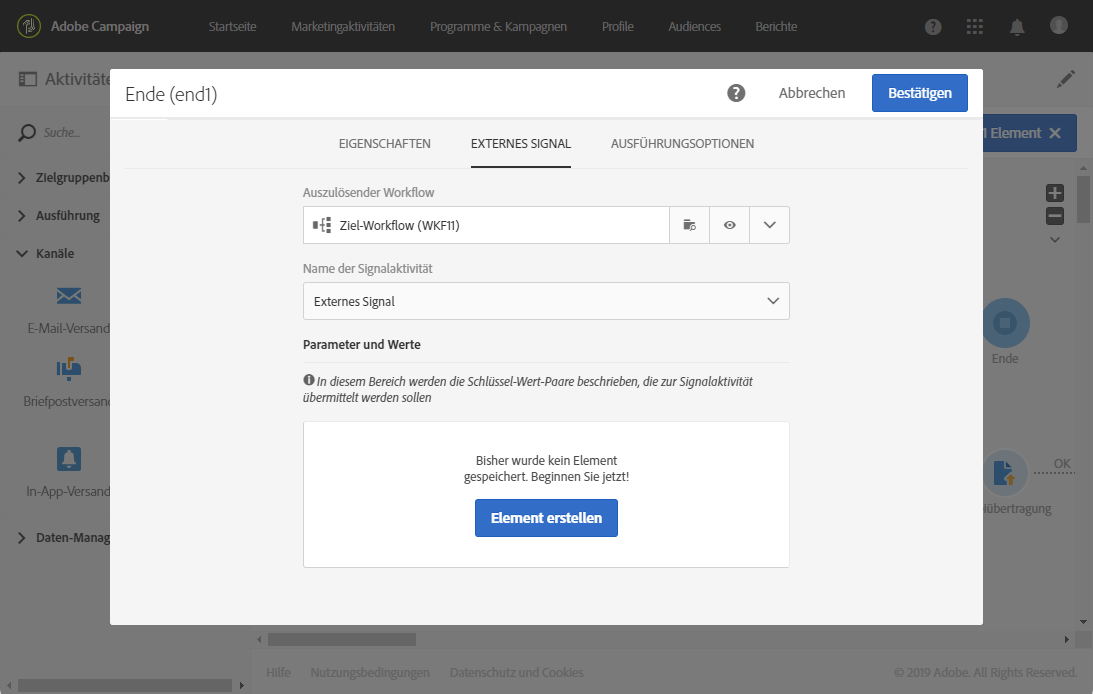 Adobe Campaign
Startseite
Marketingaktivitäten
Programme & Kampagnen
Profile
Audiences
Berichte
Aktivitäte
Ende (end1)
Abbrechen
Bestätigen
Suche...
1 Element
EIGENSCHAFTEN
EXTERNES SIGNAL
AUSFÜHRUNGSOPTIONEN
Zielgruppenb
Ausführung
Kanäle
E-Mail-Versand
Briefpostversand
In-App-Versand
Daten-Manag
Auszulösender Workflow
Ziel-Workflow (WKF11)
Name der Signalaktivität
Externes Signal
Parameter und Werte
In diesem Bereich werden die Schlüssel-Wert-Paare beschrieben, die zur Signalaktivität
übermittelt werden sollen
Bisher wurde kein Element
gespeichert. Beginnen Sie jetzt!
Element erstellen
Ende
OK
übertragung
Hilfe
Nutzungsbedingungen
Datenschutz und Cookies
© 2019 Adobe. All Rights Reserved.